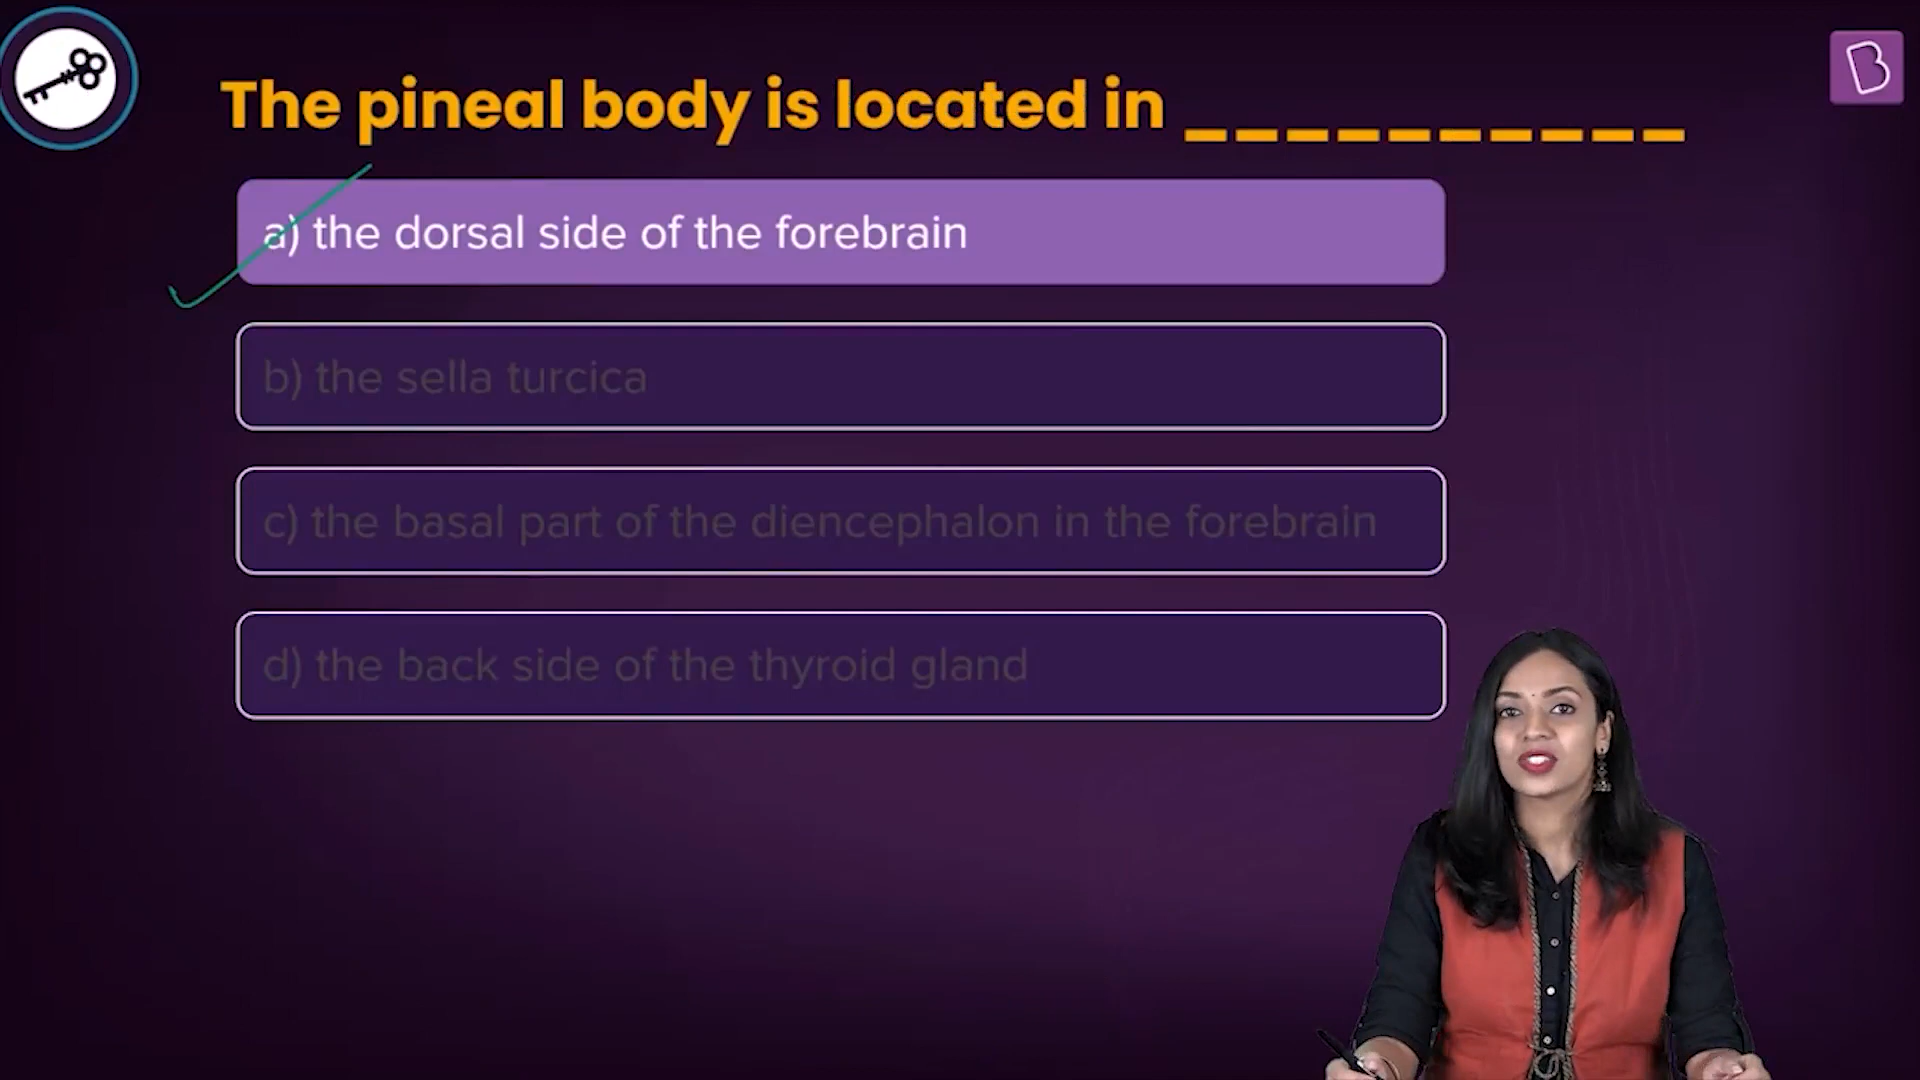 The pineal body is located in __________
a) the dorsal side of the forebrain
b) the sella turcica
c) the basal part of the diencephalon in the forebrain
d) the back side of the thyroid gland
B